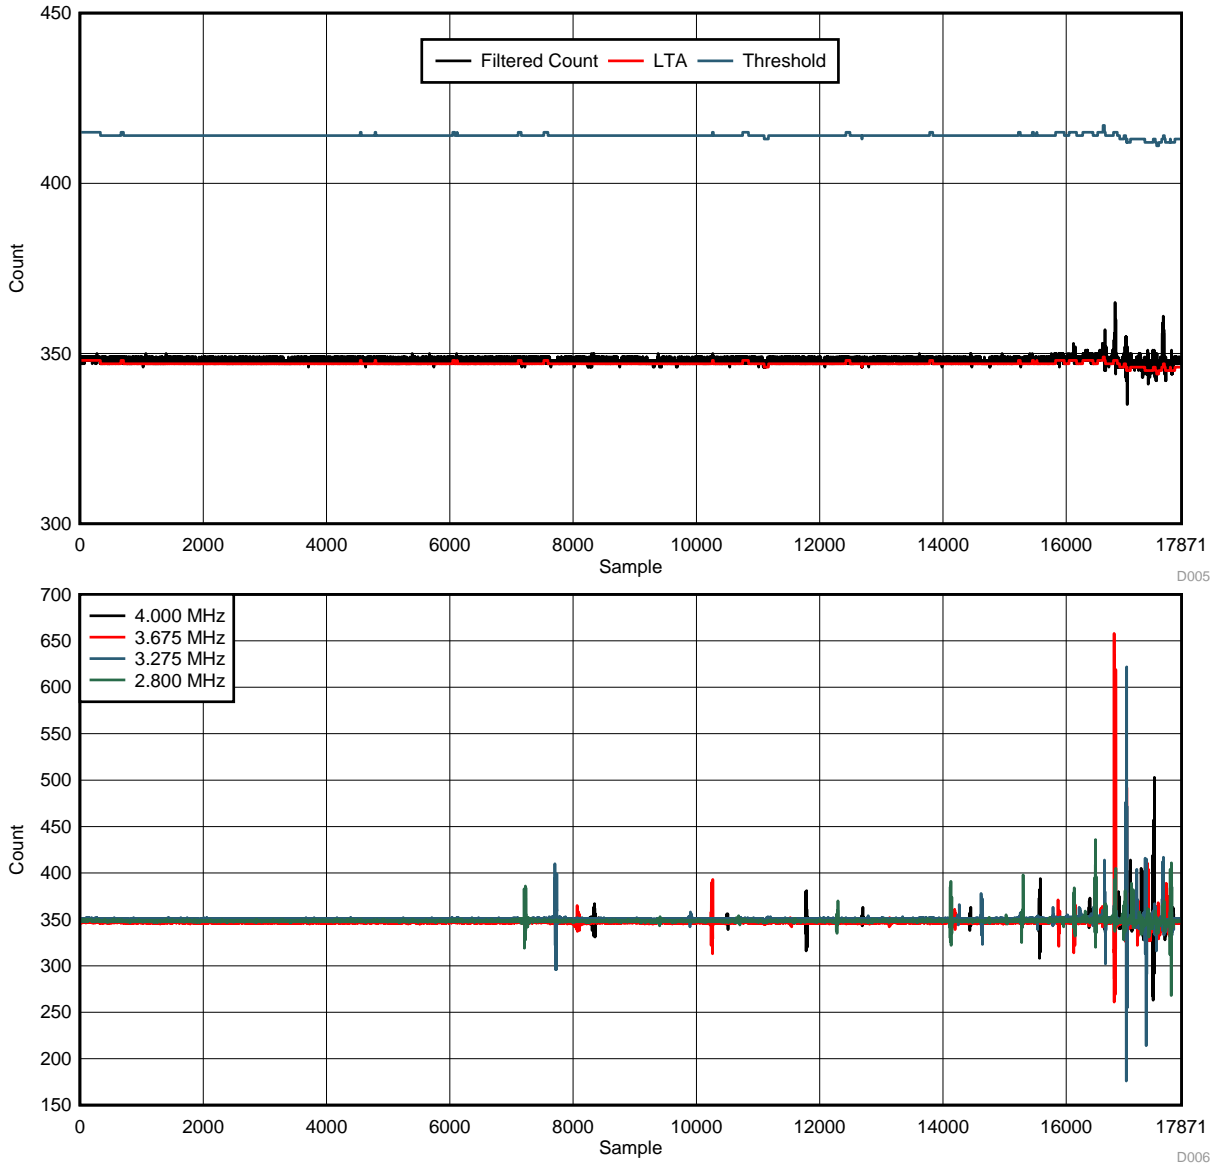 450
Filtered Count LTA Threshold
400
Count
350
300
0 2000 4000 6000 8000 10000 12000 14000 16000 17871
Sample
D005
700
4.000 MHz
650
3.675 MHz
3.275 MHz
2.800 MHz
600
550
500
450
Count
400
350
300
250
200
150
0 2000 4000 6000 8000 10000 12000 14000 16000 17871
Sample
D006